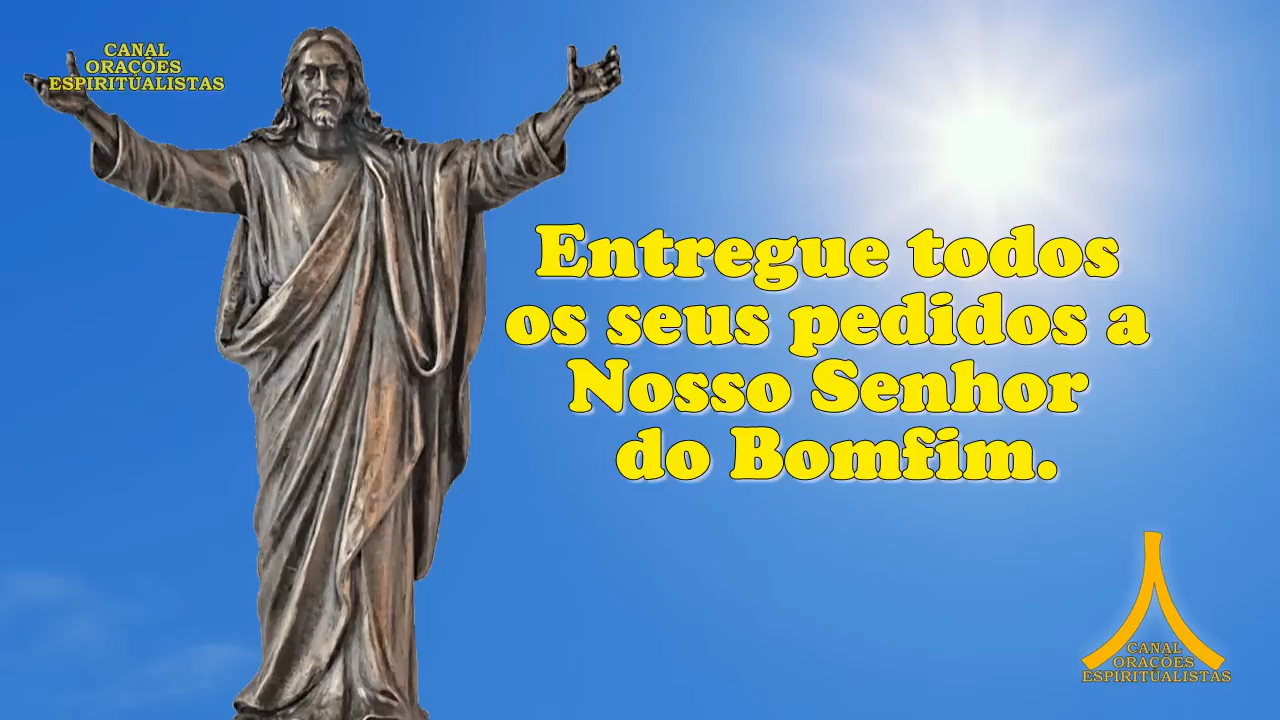 CANAL
ORAÇÕES
ESPIRITUALISTAS
Entregue todos
os seus pedidos a
Nosso Senhor
do Bomfim.
CANAL
ORAÇÕES
ESPIRITUALISTAS